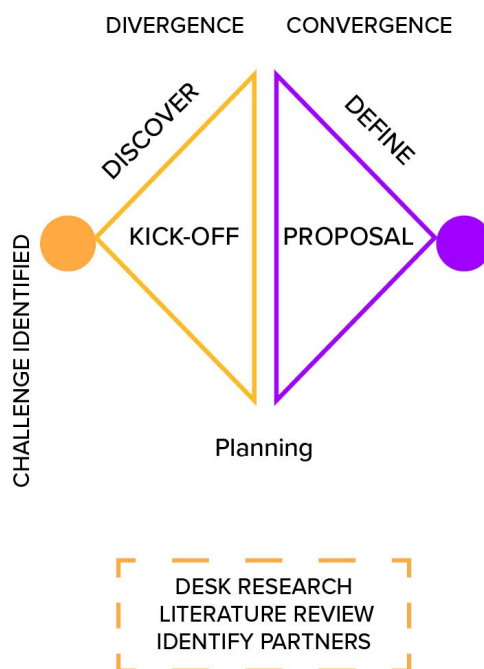 DIVERGENCE
CONVERGENCE
DISCOVER
DEFINE
KICK-OFF
PROPOSAL
CHALLENGE IDENTIFIED
Planning
DESK RESEARCH
LITERATURE REVIEW
IDENTIFY PARTNERS